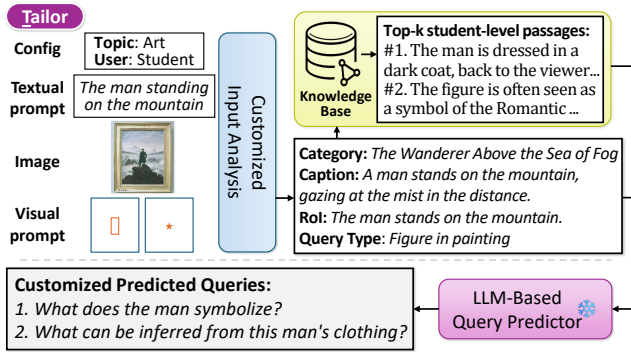 Tailor
Config
Topic: Art
User: Student
Textual
prompt
The man standing
on the mountain
Image
Visual
prompt
Customized
Input Analysis
Knowledge
Base
Top-k student-level passages:
#1. The man is dressed in a
dark coat, back to the viewer...
#2. The figure is often seen as
a symbol of the Romantic ...
Category: The Wanderer Above the Sea of Fog
Caption: A man stands on the mountain,
gazing at the mist in the distance.
RoI: The man stands on the mountain.
Query Type: Figure in painting
Customized Predicted Queries:
1. What does the man symbolize?
2. What can be inferred from this man's clothing?
LLM-Based
Query Predictor